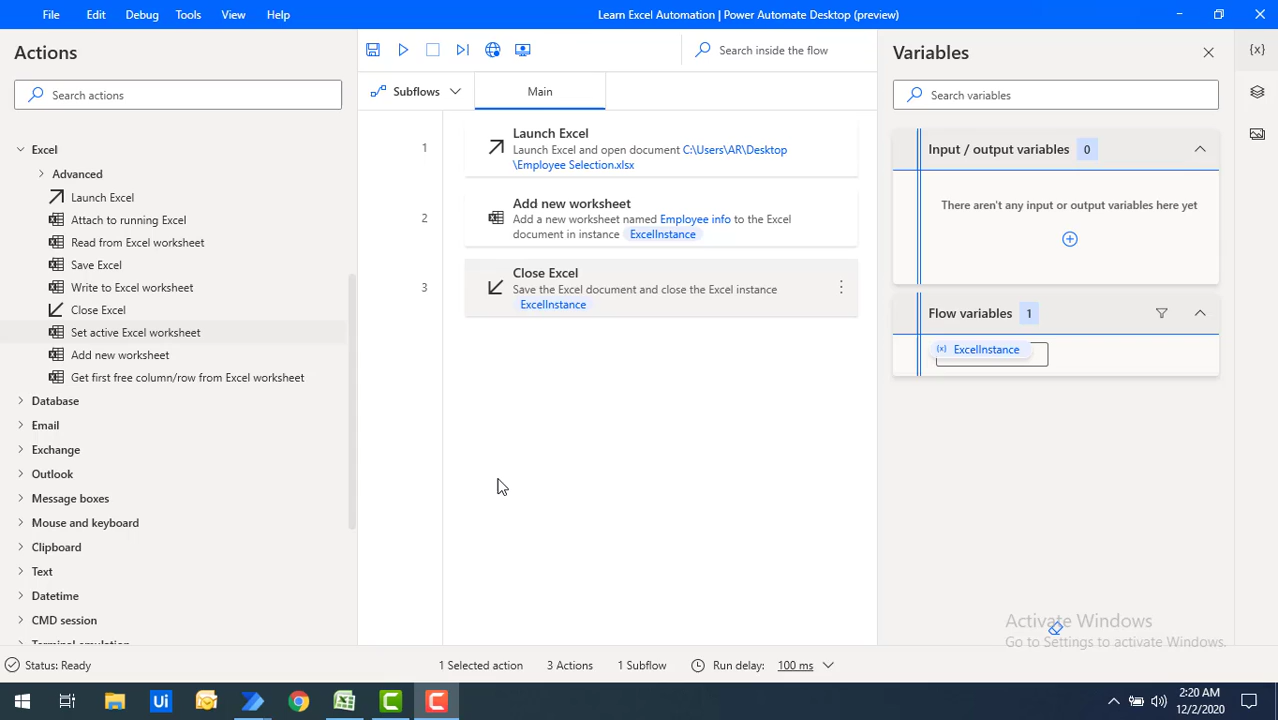 File Edit Debug Tools View Help
Learn Excel Automation | Power Automate Desktop (preview)
Actions
Search actions
Excel
Advanced
Launch Excel
Attach to running Excel
Read from Excel worksheet
Save Excel
Write to Excel worksheet
Close Excel
Set active Excel worksheet
Add new worksheet
Get first free column/row from Excel worksheet
Database
Email
Exchange
Outlook
Message boxes
Mouse and keyboard
Clipboard
Text
Datetime
CMD session
Terminal emulation
Search inside the flow
Subflows
Main
1
Launch Excel
Launch Excel and open document C:\Users\AR\Desktop
\Employee Selection.xlsx
2
Add new worksheet
Add a new worksheet named Employee info to the Excel
document in instance ExcelInstance
3
Close Excel
Save the Excel document and close the Excel instance
ExcelInstance
Variables
{x}
Search variables
Input / output variables 0
There aren't any input or output variables here yet
Flow variables 1
(x) ExcelInstance
Activate Windows
Go to Settings to activate Windows.
Status: Ready
1 Selected action
3 Actions
1 Subflow
Run delay: 100 ms
Ui
C
C
2:20 AM
12/2/2020